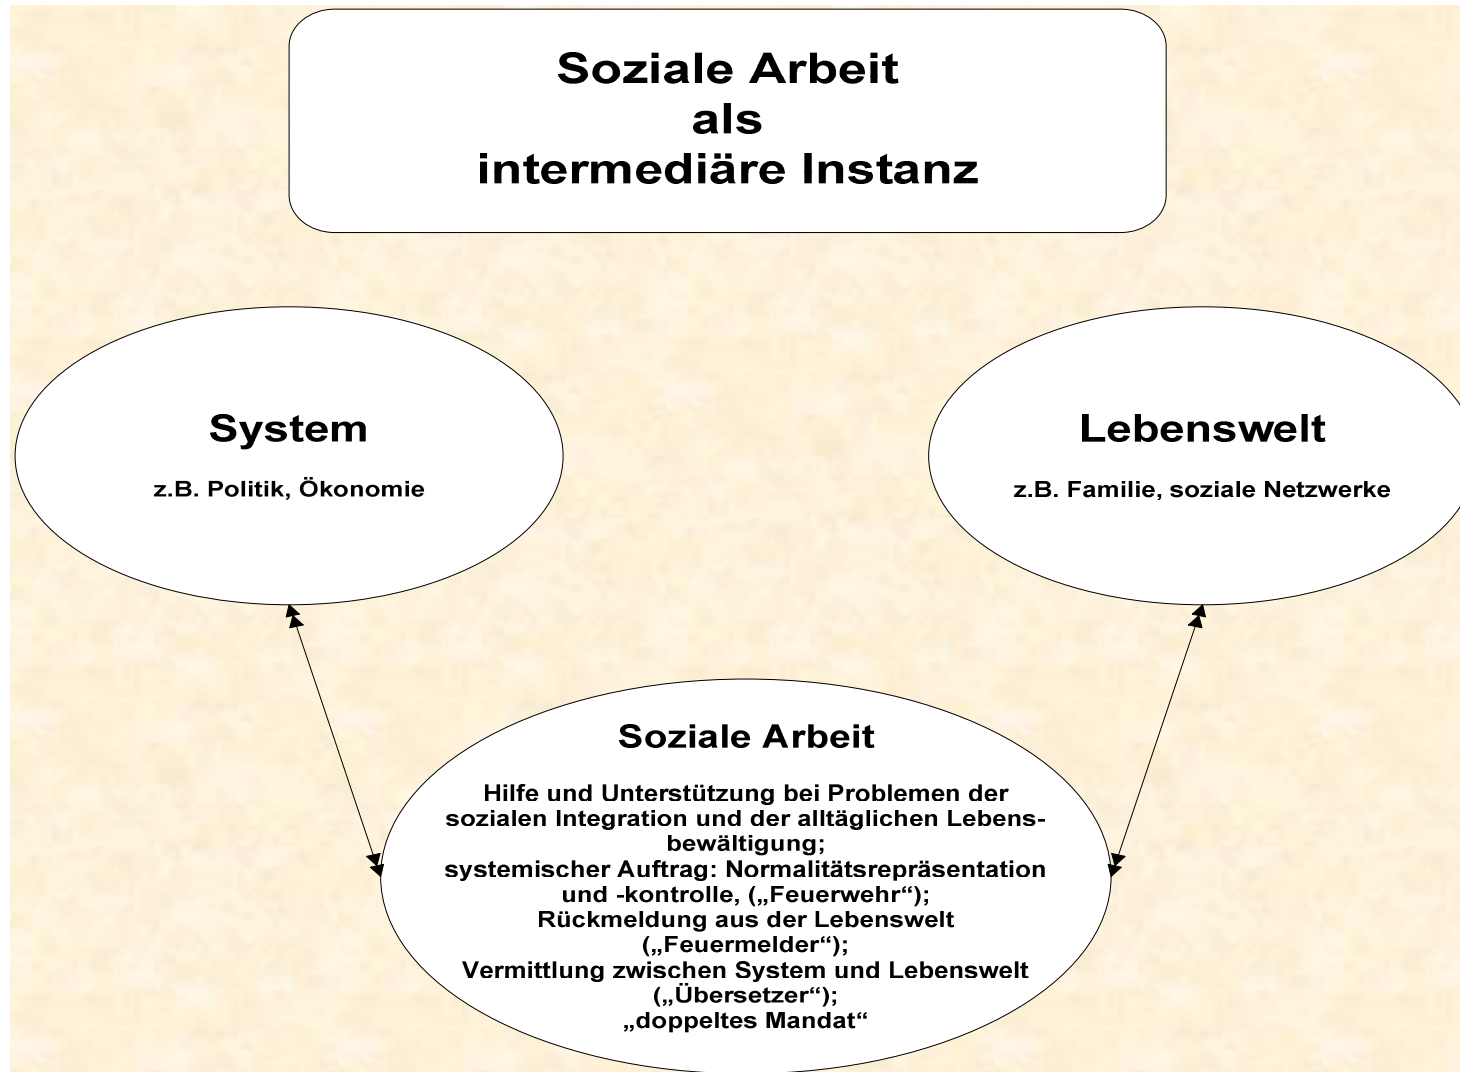 Soziale Arbeit
als
intermediäre Instanz
System
z.B. Politik, Ökonomie
Lebenswelt
z.B. Familie, soziale Netzwerke
Soziale Arbeit
Hilfe und Unterstützung bei Problemen der
sozialen Integration und der alltäglichen Lebens-
bewältigung;
systemischer Auftrag: Normalitätsrepräsentation
und -kontrolle, („Feuerwehr“);
Rückmeldung aus der Lebenswelt
(„Feuermelder“);
Vermittlung zwischen System und Lebenswelt
(„Übersetzer“);
„doppeltes Mandat“